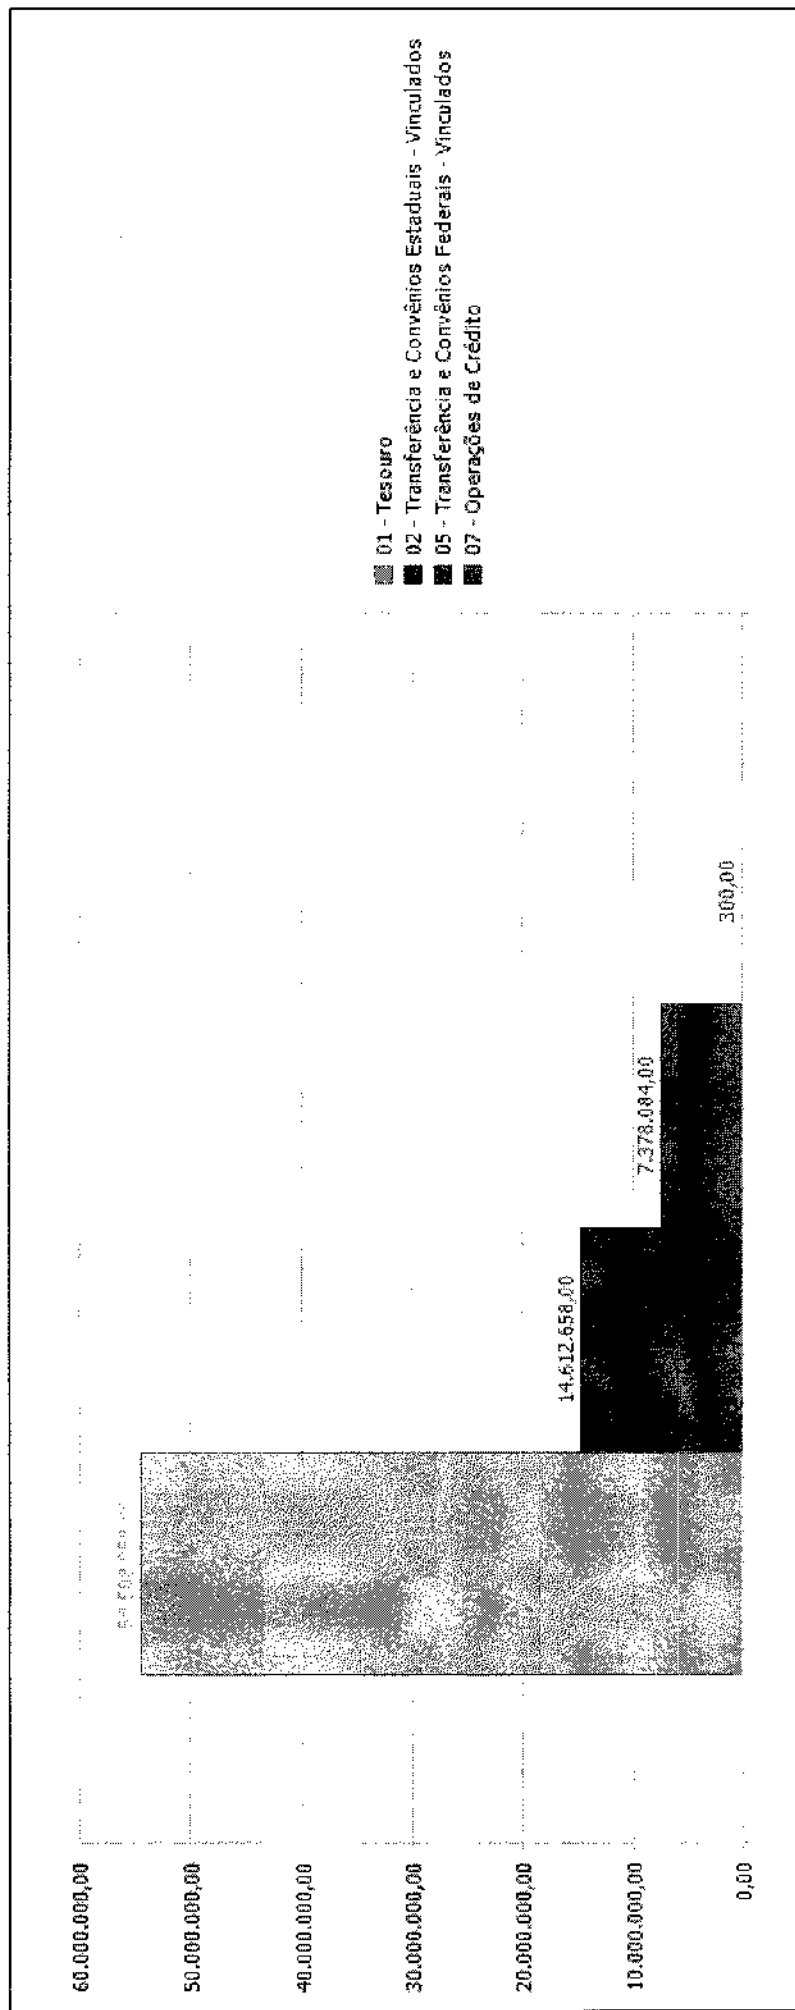 60.000.000,00
50.000.000,00
40.000.000,00
30.000.000,00
20.000.000,00
10.000.000,00
0,00
14.612.658,00
7.378.084,00
300,00
01 - Tesouro
02 - Transferência e Convênios Estaduais - Vinculados
05 - Transferência e Convênios Federais - Vinculados
07 - Operações de Crédito